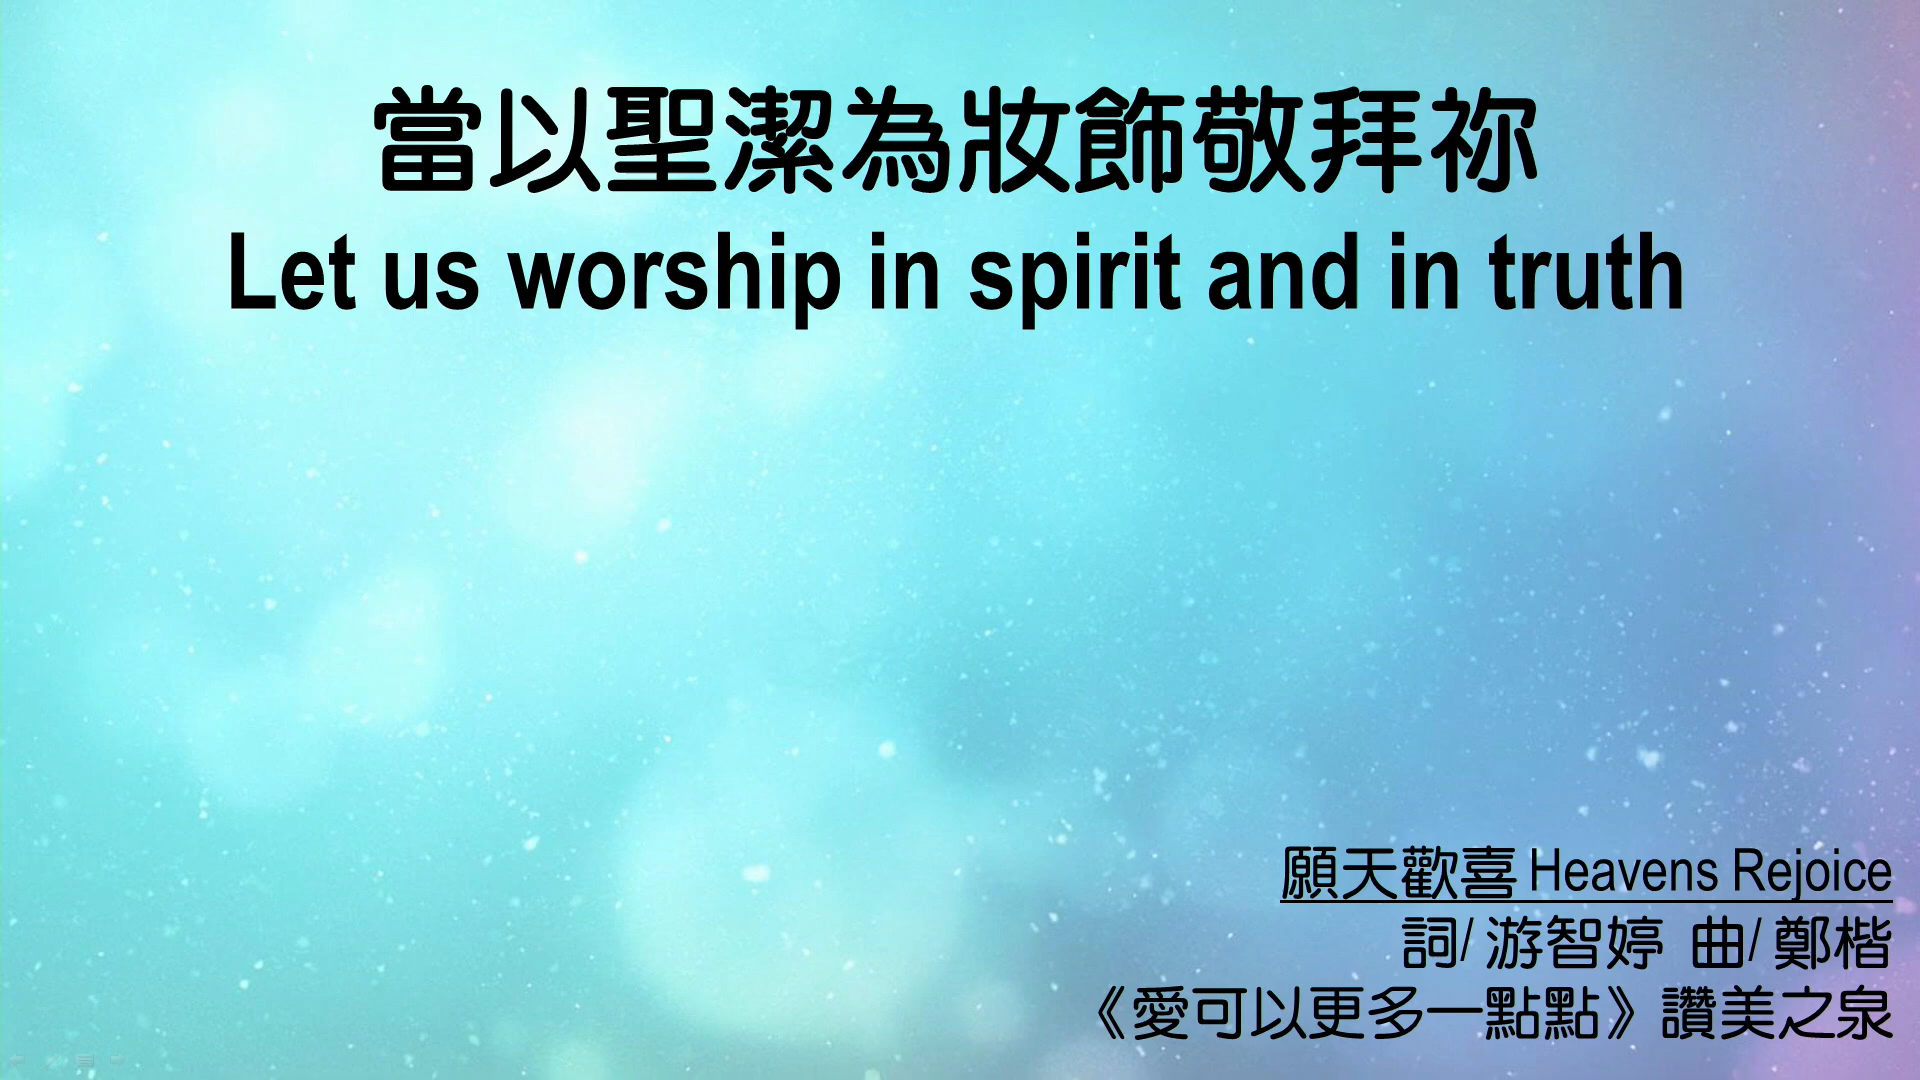 當以聖潔為妝飾敬拜祢
Let us worship in spirit and in truth
願天歡喜 Heavens Rejoice
詞/ 游智婷 曲/ 鄭楷
《愛可以更多一點點》讚美之泉